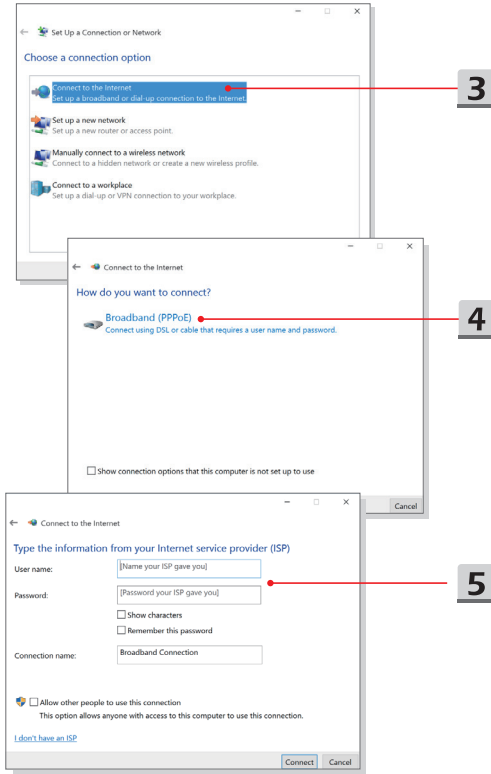 Set Up a Connection or Network
Choose a connection option
Connect to the Internet
Set up a broadband or dial-up connection to the Internet.
3
Set up a new network
Set up a new router or access point.
Manually connect to a wireless network
Connect to a hidden network or create a new wireless profile.
Connect to a workplace
Set up a dial-up or VPN connection to your workplace.
Connect to the Internet
How do you want to connect?
Broadband (PPPoE)
4
Connect using DSL or cable that requires a user name and password.
Show connection options that this computer is not set up to use
Cancel
Connect to the Internet
Type the information from your Internet service provider (ISP)
User name:
[Name your ISP gave you]
5
Password:
[Password your ISP gave you]
Show characters
Remember this password
Connection name:
Broadband Connection
Allow other people to use this connection
This option allows anyone with access to this computer to use this connection.
I don't have an ISP
Connect
Cancel